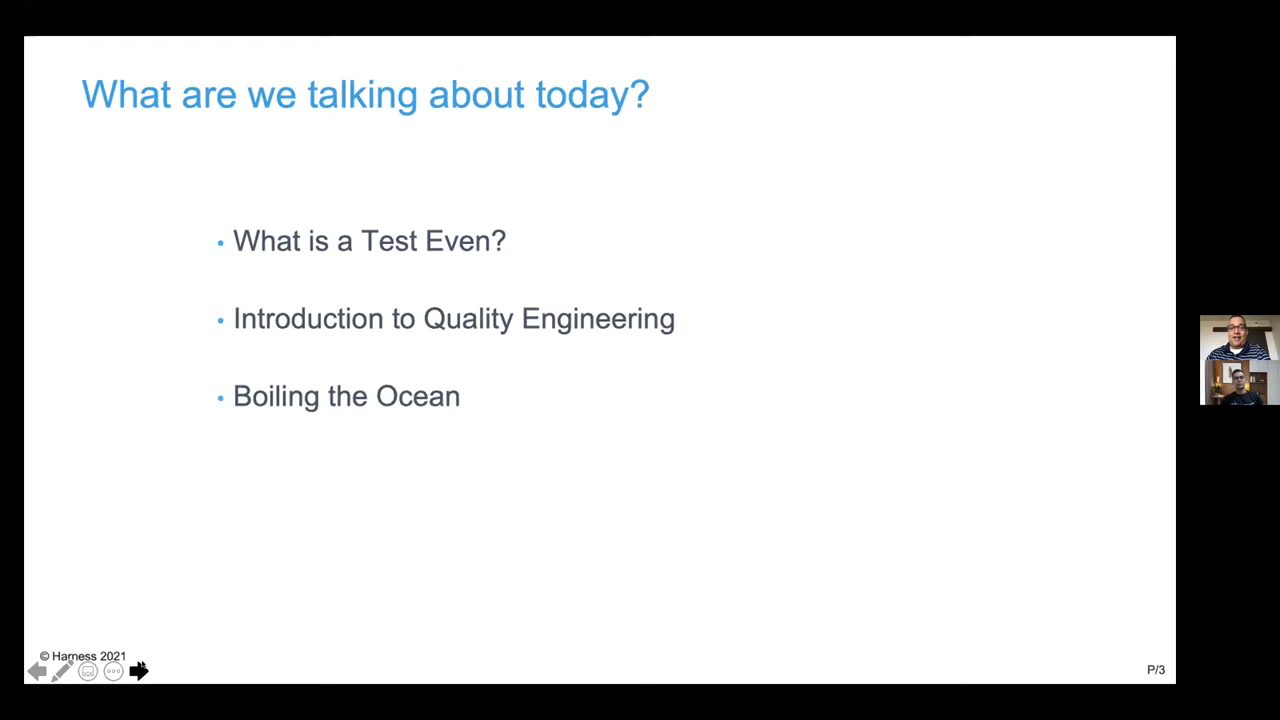 What are we talking about today?
• What is a Test Even?
• Introduction to Quality Engineering
• Boiling the Ocean
© Harness 2021
P/3